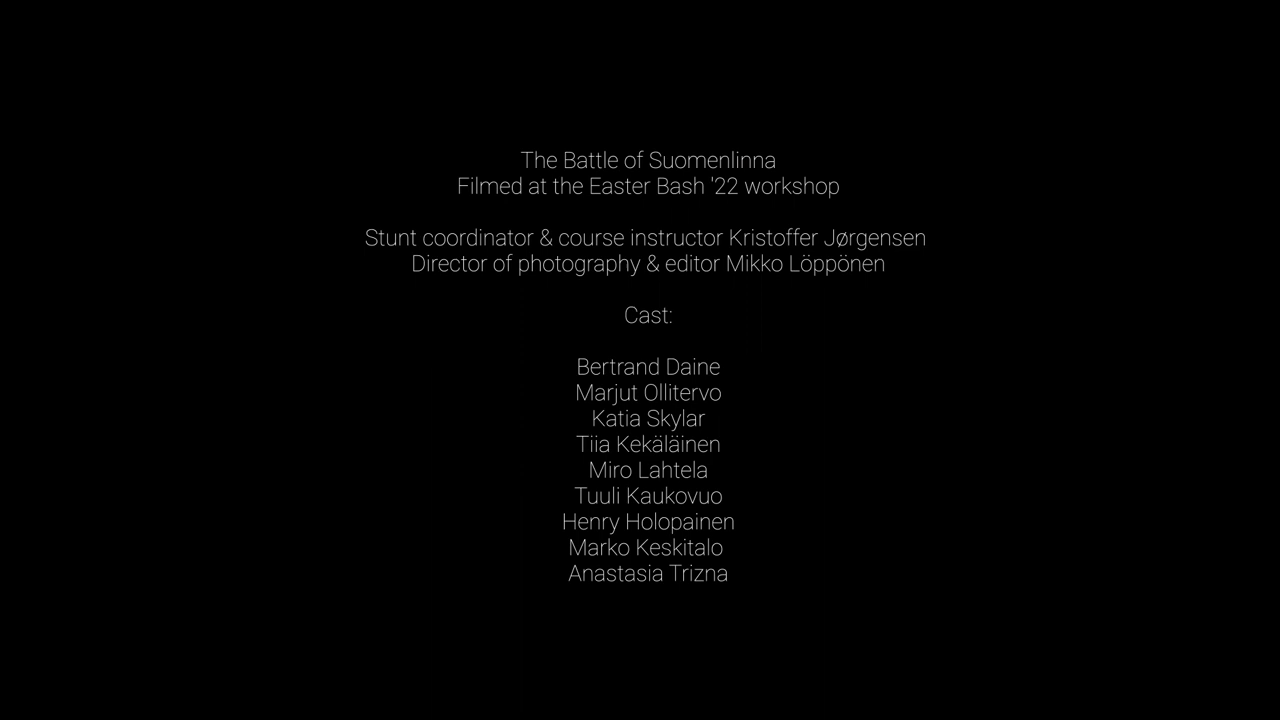 The Battle of Suomenlinna
Filmed at the Easter Bash '22 workshop
Stunt coordinator & course instructor Kristoffer Jørgensen
Director of photography & editor Mikko Löppönen
Cast:
Bertrand Daine
Marjut Ollitervo
Katia Skylar
Tiia Kekäläinen
Miro Lahtela
Tuuli Kaukovuo
Henry Holopainen
Marko Keskitalo
Anastasia Trizna